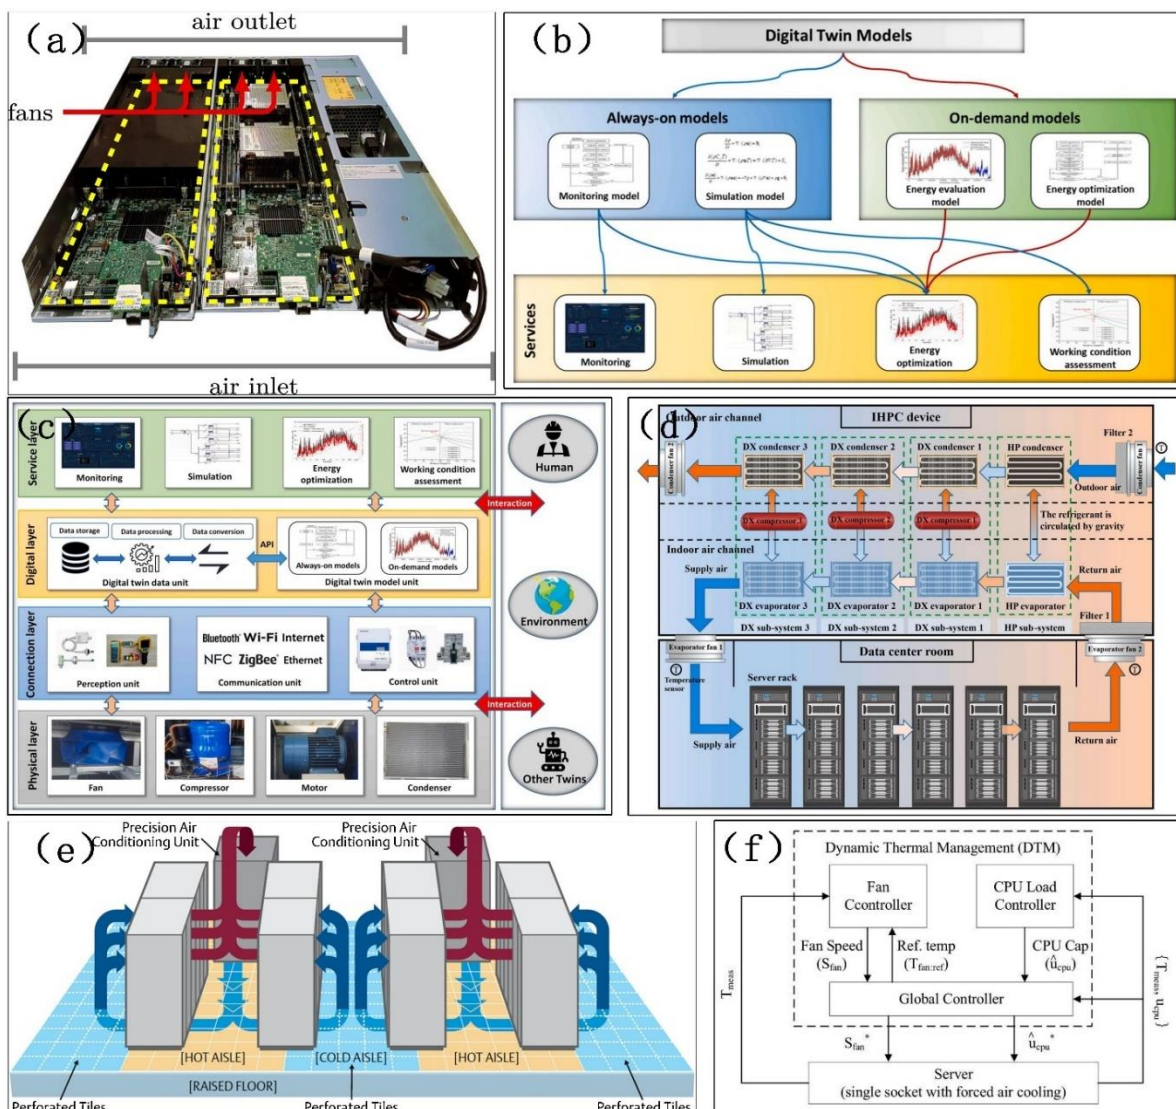 (a)
air outlet
fans
air inlet
(b)
Digital Twin Models
Always-on models
On-demand models
Monitoring model
Simulation model
Energy evaluation
model
Energy optimization
model
Services
Monitoring
Simulation
Energy
optimization
Working condition
assessment
(c)
Service layer
Monitoring
Simulation
Energy
optimization
Working condition
assessment
Human
Interaction
Digital layer
Data storage
Data processing
Data conversion
API
Digital twin data unit
Always-on models
On-demand models
Digital twin model unit
Environment
Connection layer
Perception unit
Bluetooth Wi-Fi Internet
NFC ZigBee Ethernet
Communication unit
Control unit
Interaction
Physical layer
Fan
Compressor
Motor
Condenser
Other Twins
(d)
Outdoor air channel
IHPC device
Filter 2
Condenser fan 2
DX condenser 3
DX condenser 2
DX condenser 1
HP condenser
Condenser fan 1
T
Outdoor air
DX compressor 3
DX compressor 2
DX compressor 1
The refrigerant is
circulated by gravity
Indoor air channel
Supply air
Return air
DX evaporator 3
DX evaporator 2
DX evaporator 1
HP evaporator
Filter 1
DX sub-system 3
DX sub-system 2
DX sub-system 1
HP sub-system
Evaporator fan 1
Data center room
Evaporator fan 2
T
Temperature
sensor
T
Server rack
Supply air
Return air
(e)
Precision Air
Conditioning Unit
Precision Air
Conditioning Unit
[HOT AISLE]
[COLD AISLE]
[HOT AISLE]
[RAISED FLOOR]
Perforated Tiles
Perforated Tiles
Perforated Tiles
(f)
Dynamic Thermal Management (DTM)
Fan
Ccontroller
CPU Load
Controller
Fan Speed
(S_fan)
Ref. temp
(T_fan:ref)
CPU Cap
(û_cpu)
T_meas
{T_meas, u_cpu}
Global Controller
S_fan*
û_cpu*
Server
(single socket with forced air cooling)